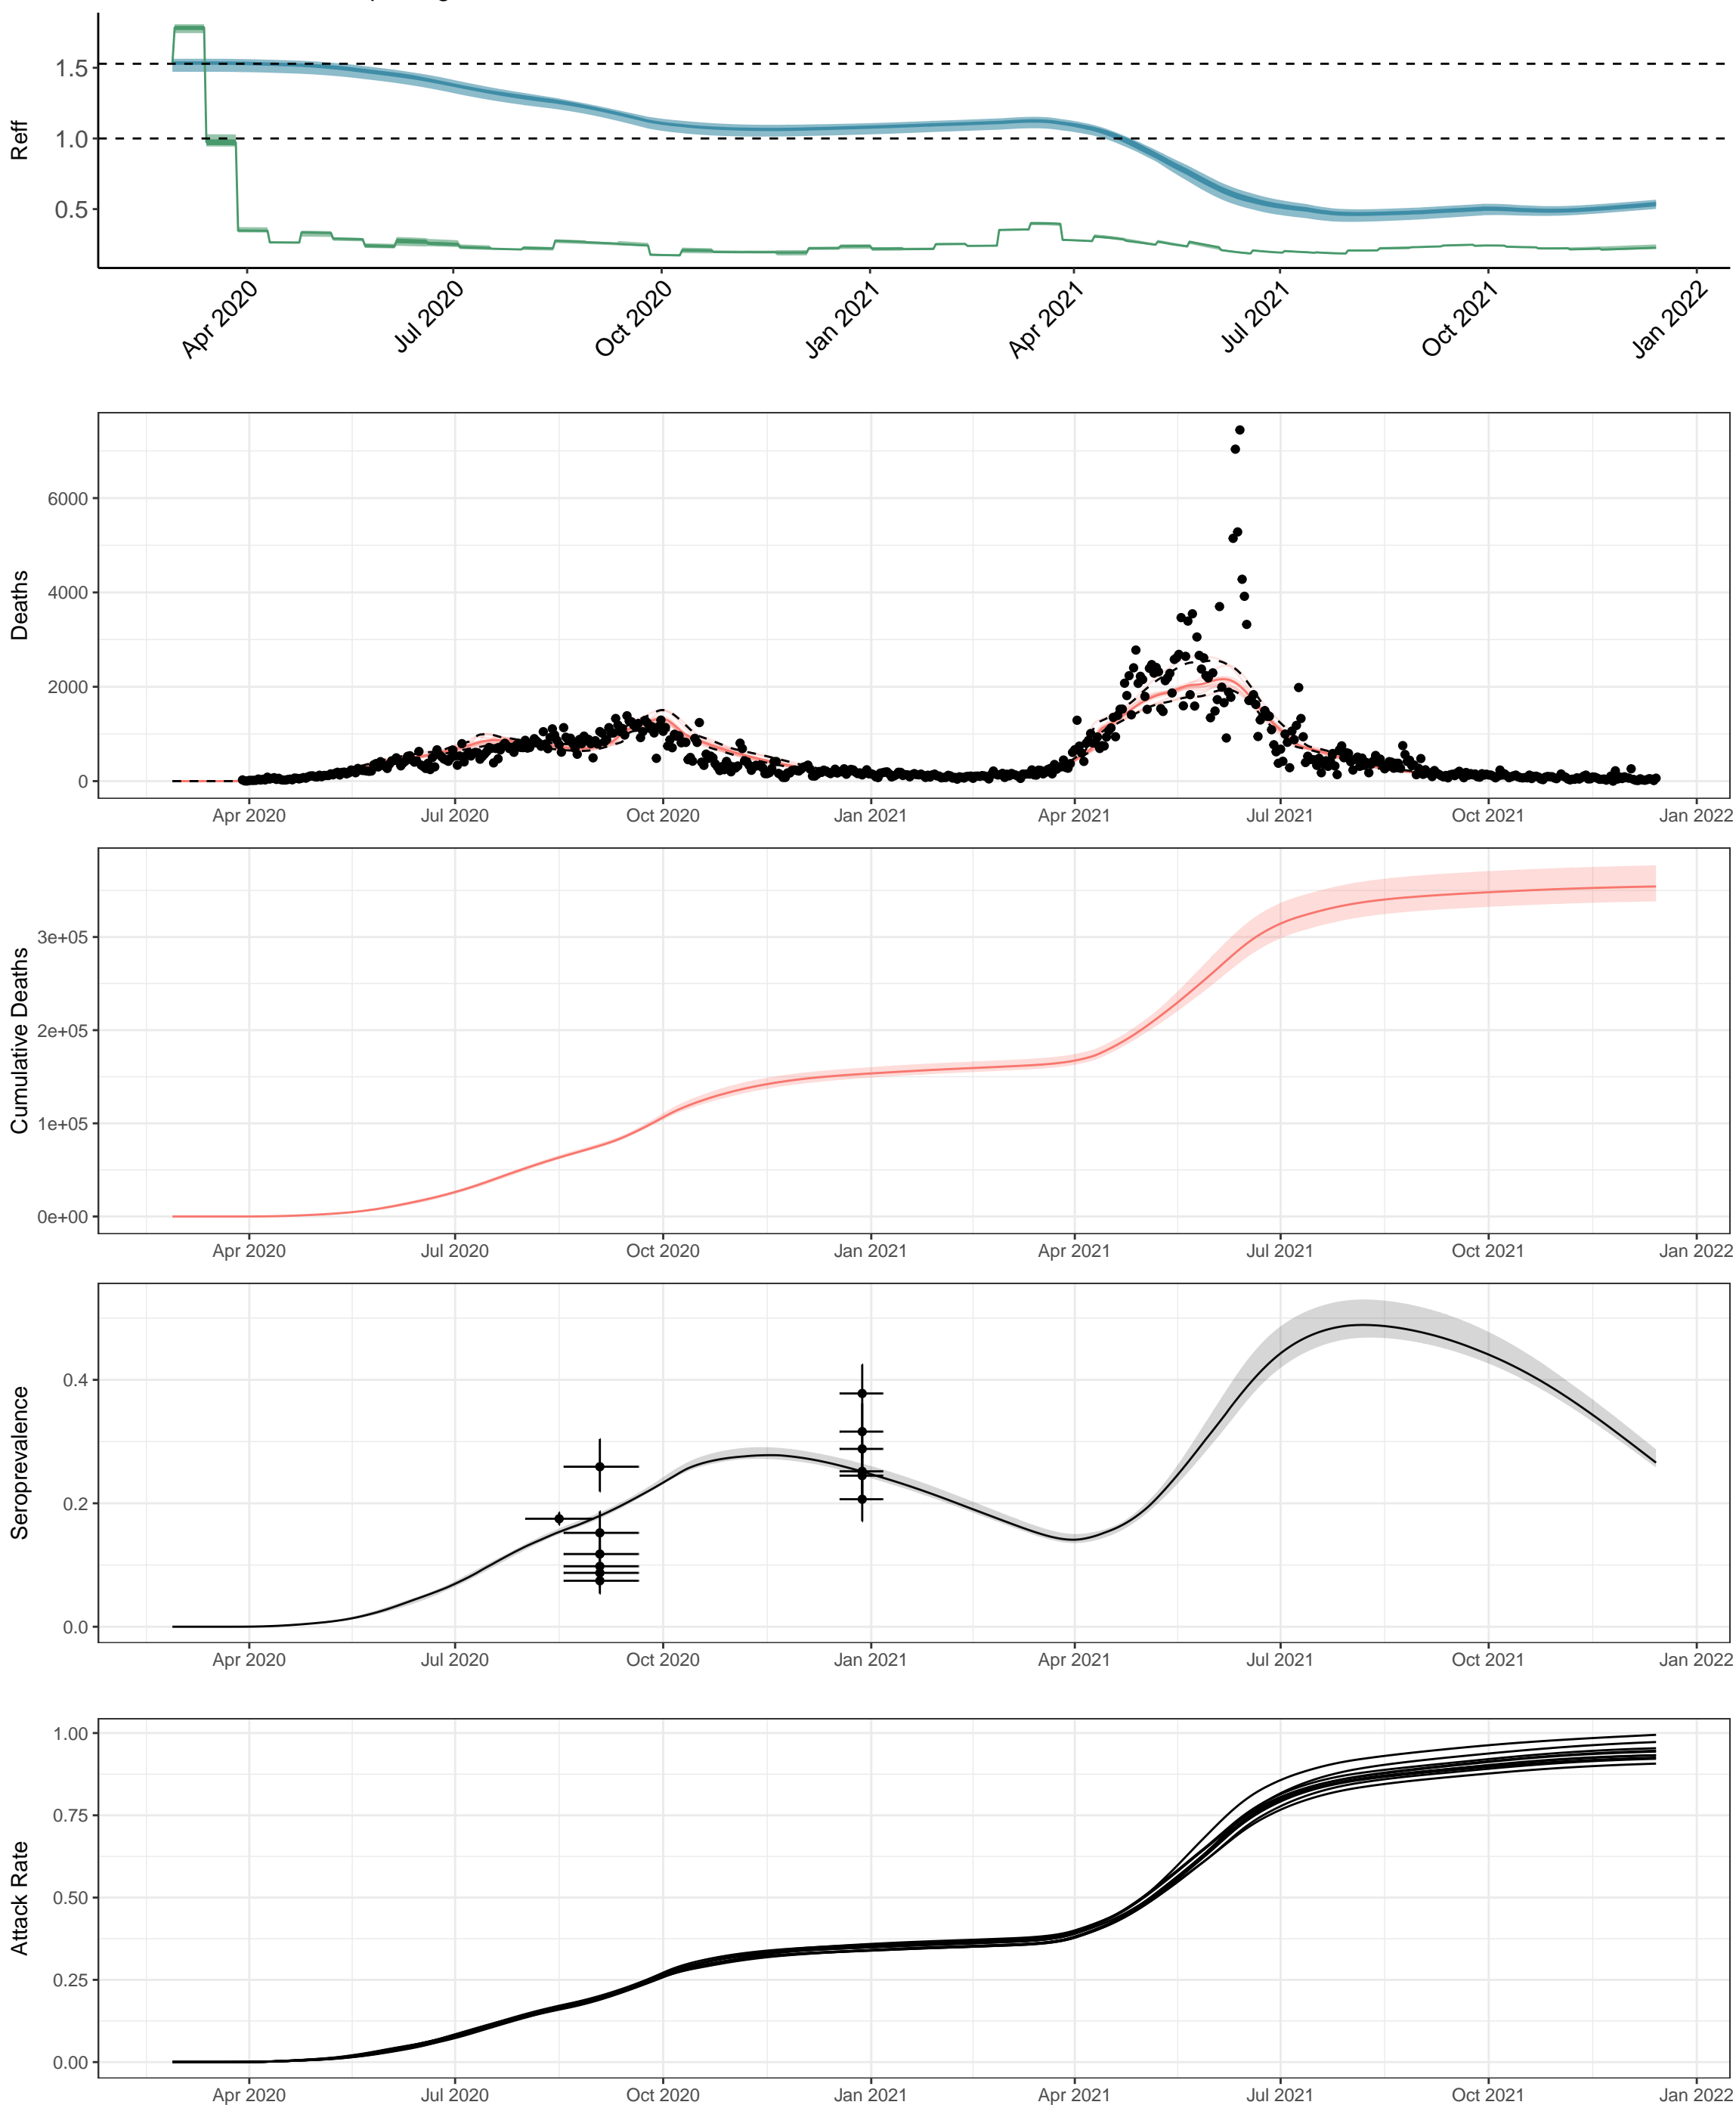 Reff
1.5
1.0
0.5
Apr 2020
Jul 2020
Oct 2020
Jan 2021
Apr 2021
Jul 2021
Oct 2021
Jan 2022
Deaths
6000
4000
2000
0
Apr 2020
Jul 2020
Oct 2020
Jan 2021
Apr 2021
Jul 2021
Oct 2021
Jan 2022
Cumulative Deaths
3e+05
2e+05
1e+05
0e+00
Apr 2020
Jul 2020
Oct 2020
Jan 2021
Apr 2021
Jul 2021
Oct 2021
Jan 2022
Seroprevalence
0.4
0.2
0.0
Apr 2020
Jul 2020
Oct 2020
Jan 2021
Apr 2021
Jul 2021
Oct 2021
Jan 2022
Attack Rate
1.00
0.75
0.50
0.25
0.00
Apr 2020
Jul 2020
Oct 2020
Jan 2021
Apr 2021
Jul 2021
Oct 2021
Jan 2022